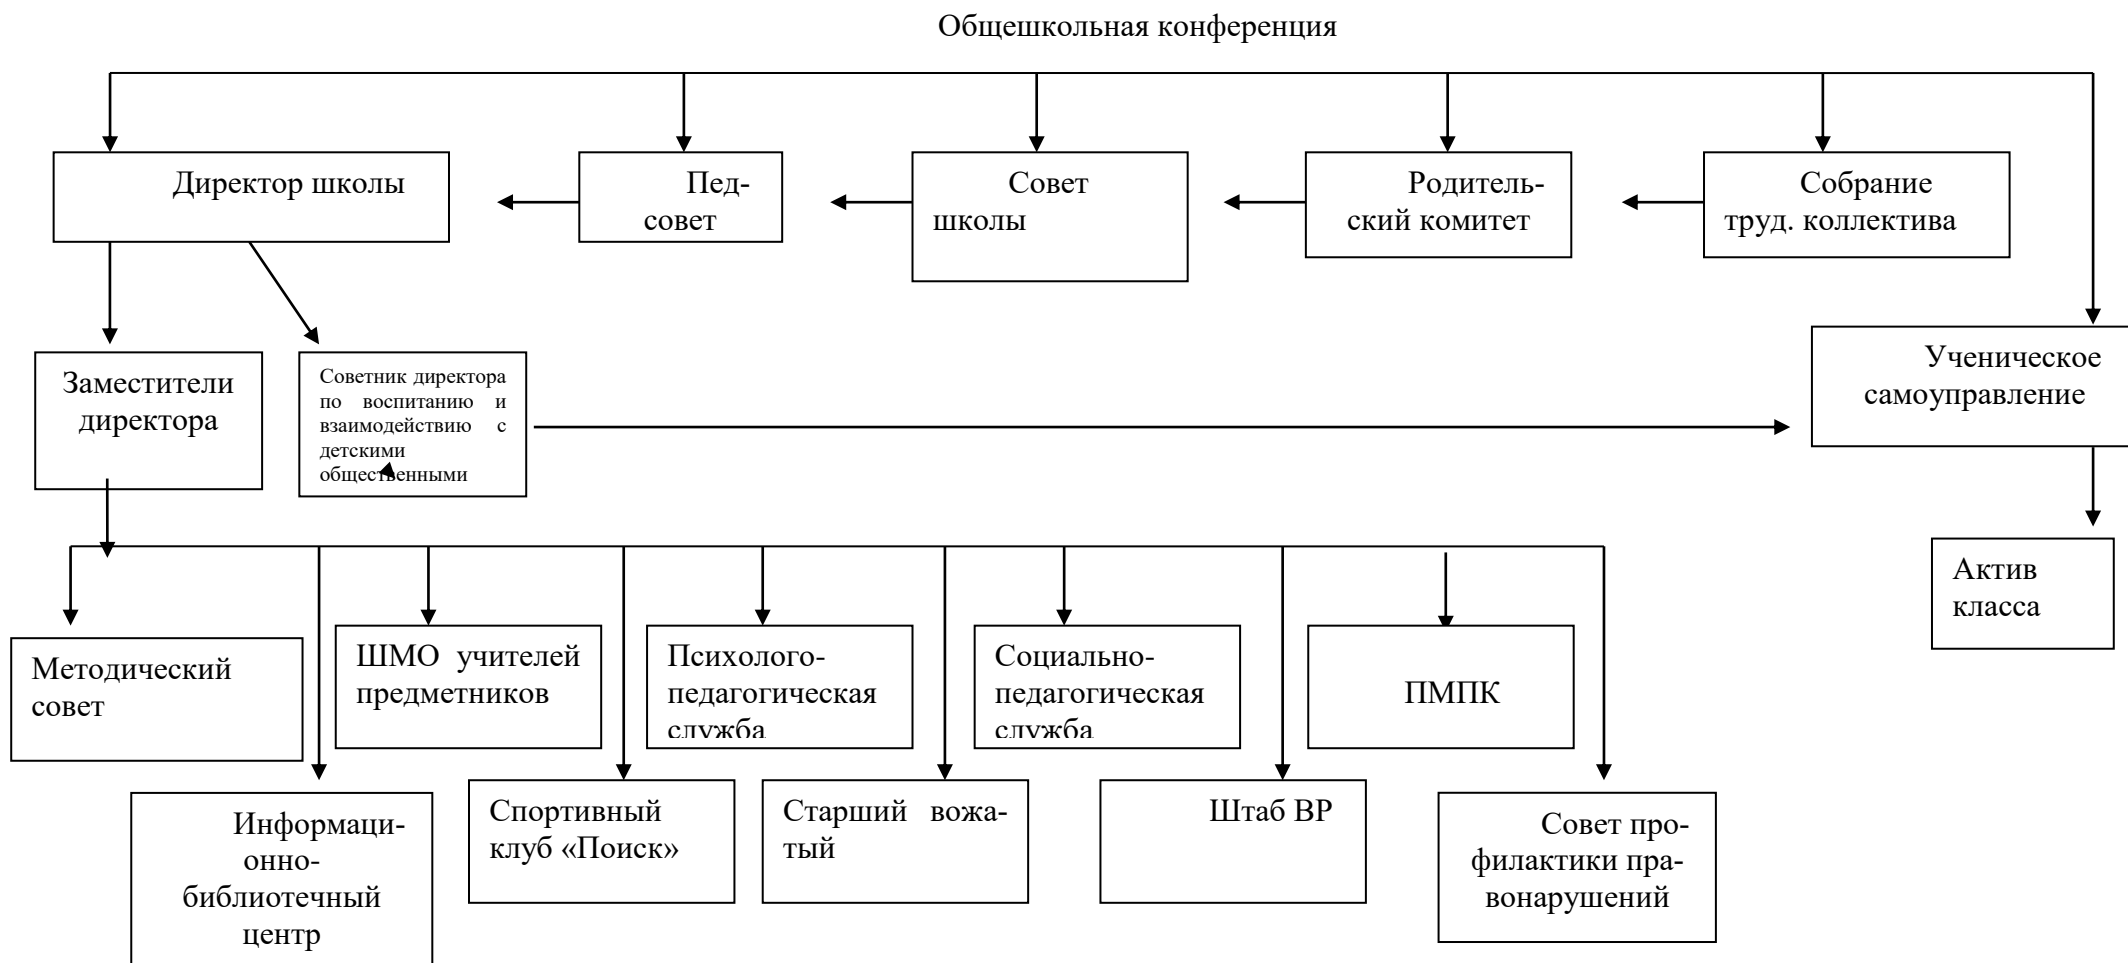 Общешкольная конференция
Директор школы
Пед-
совет
Совет
школы
Родитель-
ский комитет
Собрание
труд. коллектива
Заместители
директора
Советник директора
по воспитанию и
взаимодействию с
детскими
общественными
Ученическое
самоуправление
Актив
класса
Методический
совет
ШМО учителей
предметников
Психолого-
педагогическая
служба
Социально-
педагогическая
служба
ПМПК
Информаци-
онно-
библиотечный
центр
Спортивный
клуб «Поиск»
Старший вожа-
тый
Штаб ВР
Совет про-
филактики пра-
вонарушений